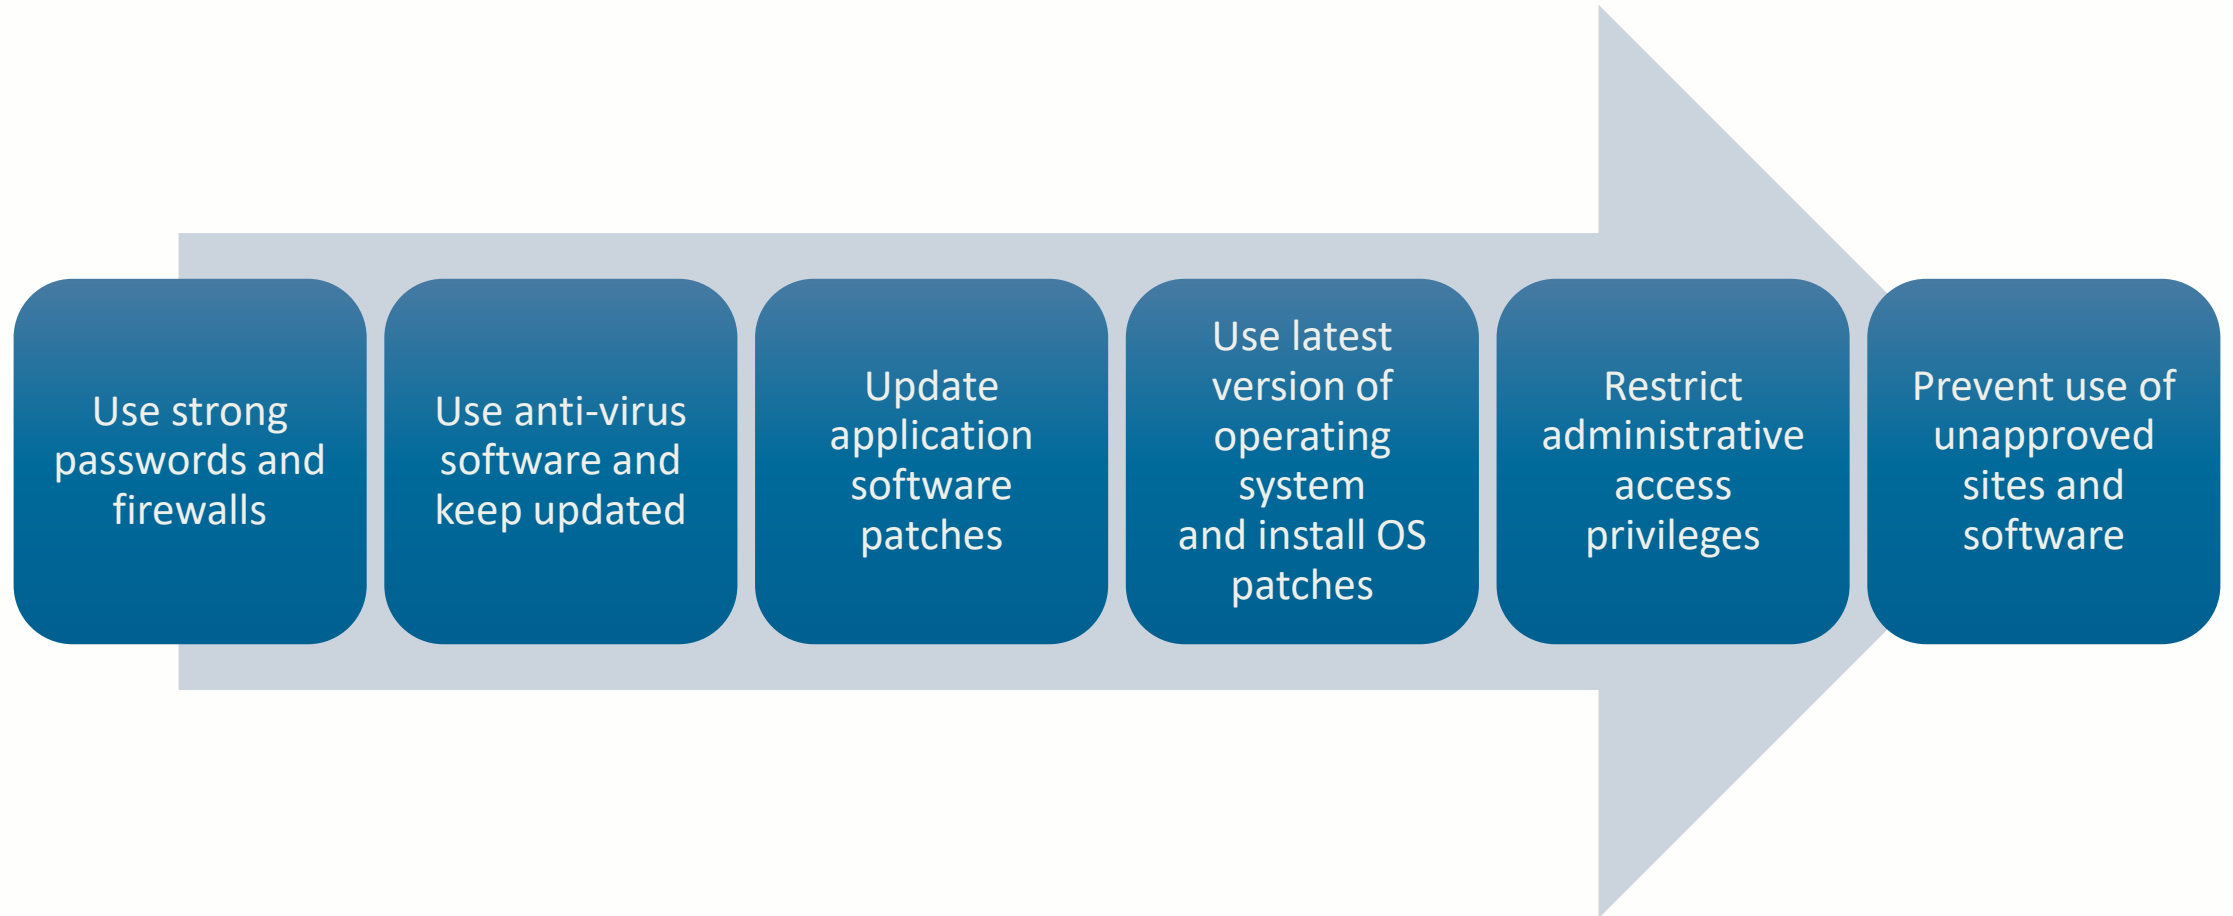 Use strong
passwords and
firewalls
Use anti-virus
software and
keep updated
Update
application
software
patches
Use latest
version of
operating
system
and install OS
patches
Restrict
administrative
access
privileges
Prevent use of
unapproved
sites and
software